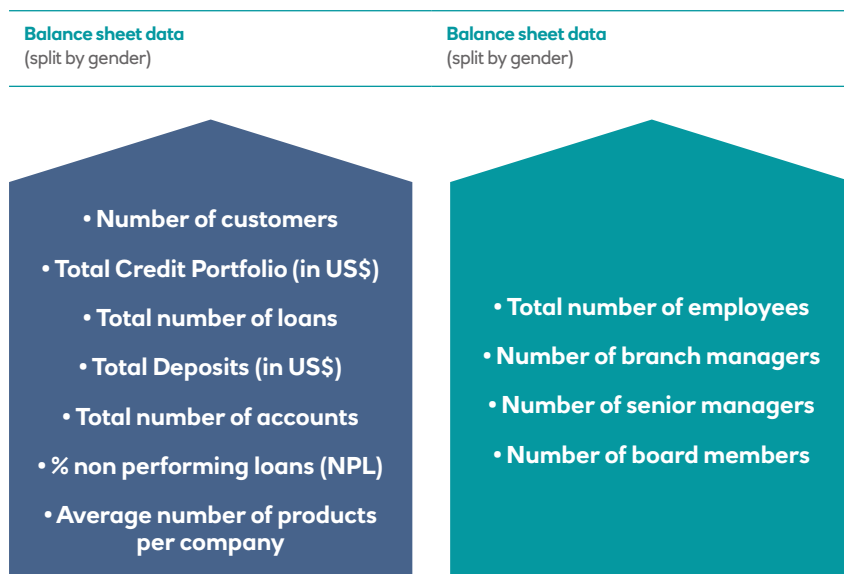 Balance sheet data
(split by gender)
• Number of customers
• Total Credit Portfolio (in US$)
• Total number of loans
• Total Deposits (in US$)
• Total number of accounts
• % non performing loans (NPL)
• Average number of products
per company
Balance sheet data
(split by gender)
• Total number of employees
• Number of branch managers
• Number of senior managers
• Number of board members